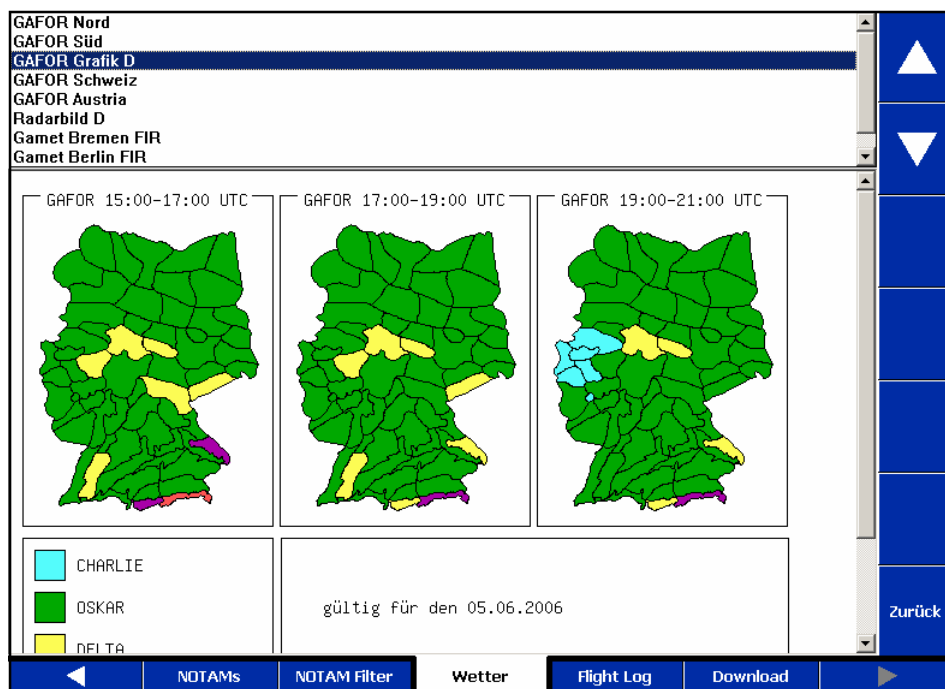 GAFOR Nord
GAFOR Süd
GAFOR Grafik D
GAFOR Schweiz
GAFOR Austria
Radarbild D
Gamet Bremen FIR
Gamet Berlin FIR
GAFOR 15:00-17:00 UTC
GAFOR 17:00-19:00 UTC
GAFOR 19:00-21:00 UTC
CHARLIE
OSKAR
DELTA
gültig für den 05.06.2006
Zurück
NOTAMs
NOTAM Filter
Wetter
Flight Log
Download